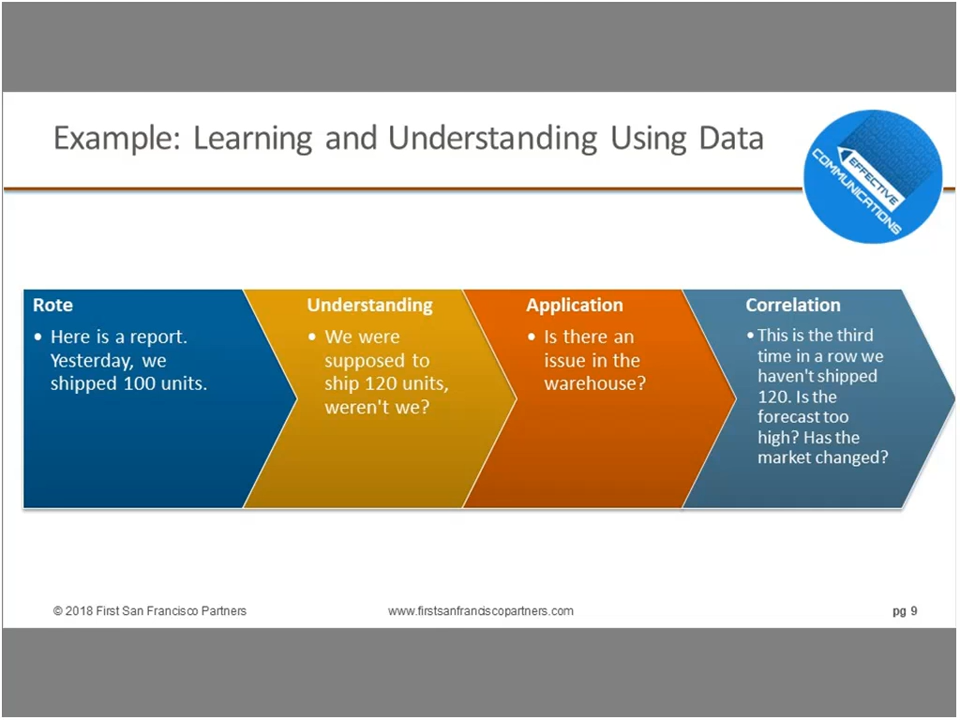 Example: Learning and Understanding Using Data
EFFECTIVE
COMMUNICATIONS
Rote
• Here is a report.
Yesterday, we
shipped 100 units.
Understanding
• We were
supposed to
ship 120 units,
weren't we?
Application
• Is there an
issue in the
warehouse?
Correlation
• This is the third
time in a row we
haven't shipped
120. Is the
forecast too
high? Has the
market changed?
© 2018 First San Francisco Partners
www.firstsanfranciscopartners.com
pg 9